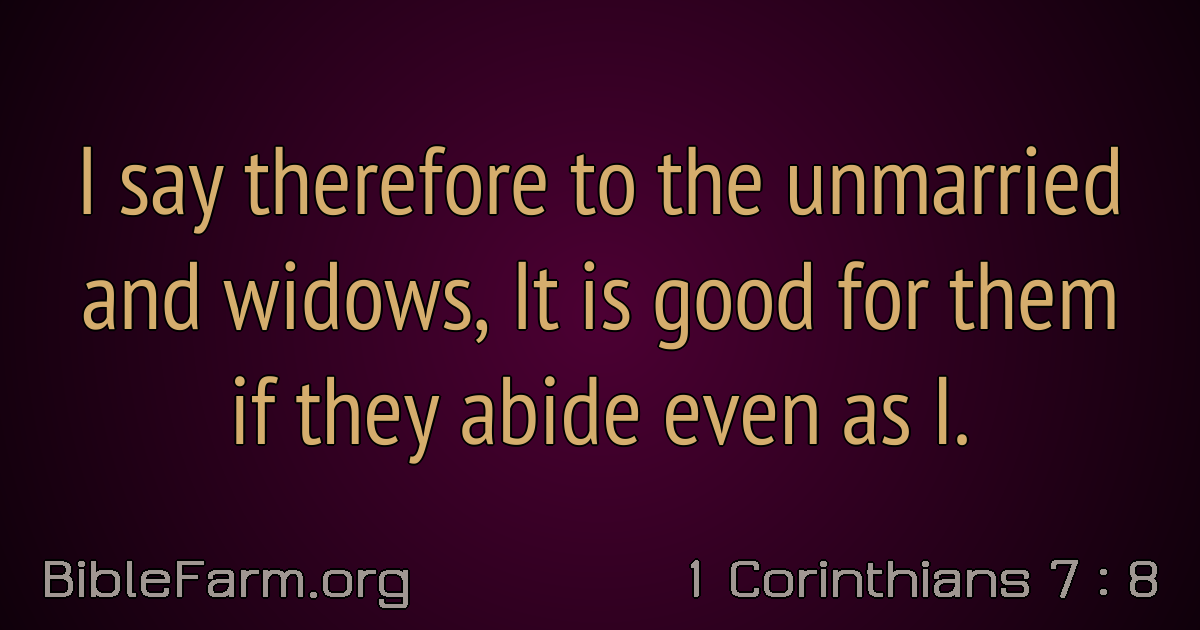 I say therefore to the unmarried
and widows, It is good for them
if they abide even as I.
BibleFarm.org
1 Corinthians 7 : 8